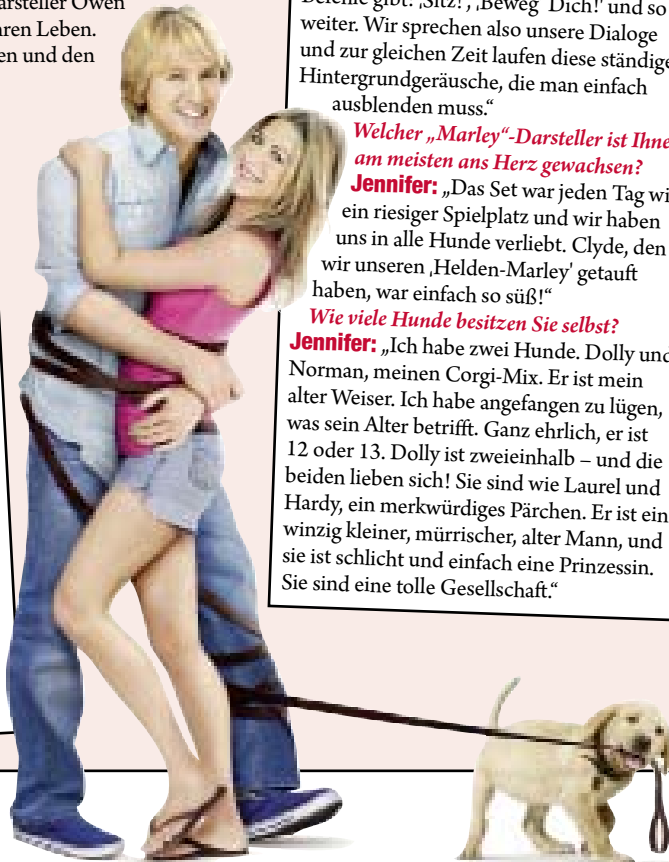 arsteller Owen
hren Leben.
en und den
Befehle gibt: ‚Sitz!', ‚Beweg' Dich!' und so
weiter. Wir sprechen also unsere Dialoge
und zur gleichen Zeit laufen diese ständige
Hintergrundgeräusche, die man einfach
ausblenden muss.“
Welcher „Marley“-Darsteller ist Ihne
am meisten ans Herz gewachsen?
Jennifer: „Das Set war jeden Tag wi
ein riesiger Spielplatz und wir haben
uns in alle Hunde verliebt. Clyde, den
wir unseren ‚Helden-Marley' getauft
haben, war einfach so süß!“
Wie viele Hunde besitzen Sie selbst?
Jennifer: „Ich habe zwei Hunde. Dolly und
Norman, meinen Corgi-Mix. Er ist mein
alter Weiser. Ich habe angefangen zu lügen,
was sein Alter betrifft. Ganz ehrlich, er ist
12 oder 13. Dolly ist zweieinhalb – und die
beiden lieben sich! Sie sind wie Laurel und
Hardy, ein merkwürdiges Pärchen. Er ist ein
winzig kleiner, mürrischer, alter Mann, und
sie ist schlicht und einfach eine Prinzessin.
Sie sind eine tolle Gesellschaft.“